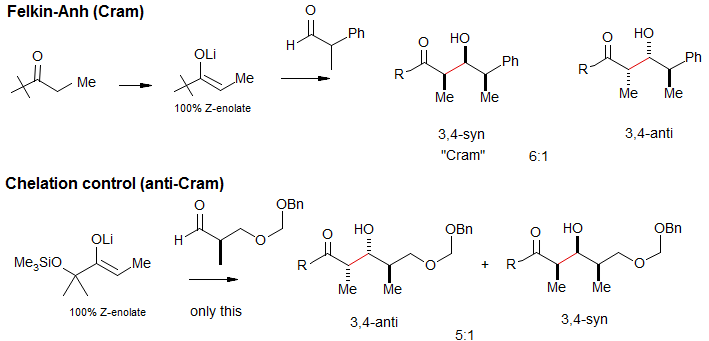 Felkin-Anh (Cram)
O
Me
OLi
Me
100% Z-enolate
O
H
Ph
O
HO
R
Ph
Me
Me
3,4-syn
"Cram"
6:1
O
HO
R
Ph
Me
Me
3,4-anti
Chelation control (anti-Cram)
OLi
Me3SiO
Me
100% Z-enolate
O
H
O
OBn
only this
O
HO
R
O
OBn
Me
Me
3,4-anti
+
5:1
O
HO
R
O
OBn
Me
Me
3,4-syn